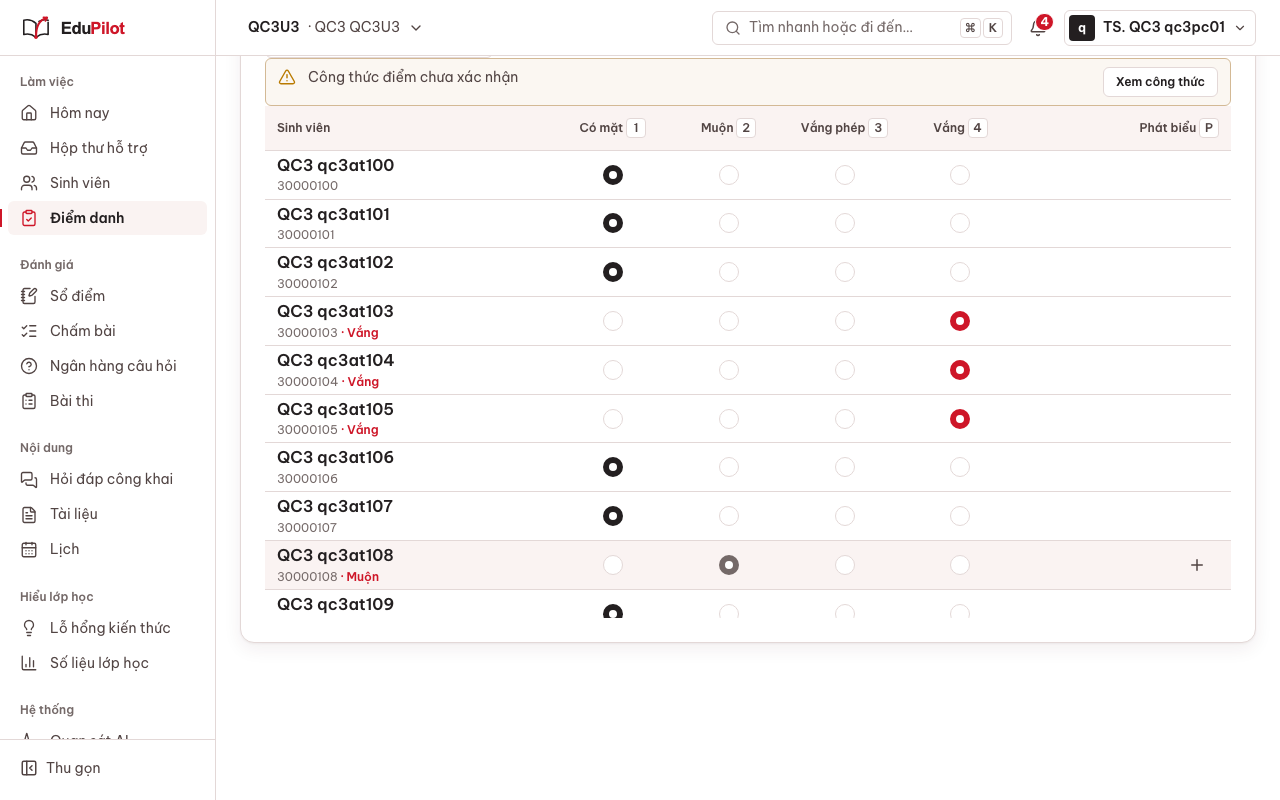 EduPilot
QC3U3 · QC3 QC3U3
Tìm nhanh hoặc đi đến...
⌘ K
4
q
TS. QC3 qc3pc01
Làm việc
Hôm nay
Hộp thư hỗ trợ
Sinh viên
Điểm danh
Đánh giá
Sổ điểm
Chấm bài
Ngân hàng câu hỏi
Bài thi
Nội dung
Hỏi đáp công khai
Tài liệu
Lịch
Hiểu lớp học
Lỗ hổng kiến thức
Số liệu lớp học
Hệ thống
Quan sát AI
Thu gọn
Công thức điểm chưa xác nhận
Xem công thức
Sinh viên Có mặt 1 Muộn 2 Vắng phép 3 Vắng 4 Phát biểu P
QC3 qc3at100
30000100
QC3 qc3at101
30000101
QC3 qc3at102
30000102
QC3 qc3at103
30000103 · Vắng
QC3 qc3at104
30000104 · Vắng
QC3 qc3at105
30000105 · Vắng
QC3 qc3at106
30000106
QC3 qc3at107
30000107
QC3 qc3at108
30000108 · Muộn
QC3 qc3at109